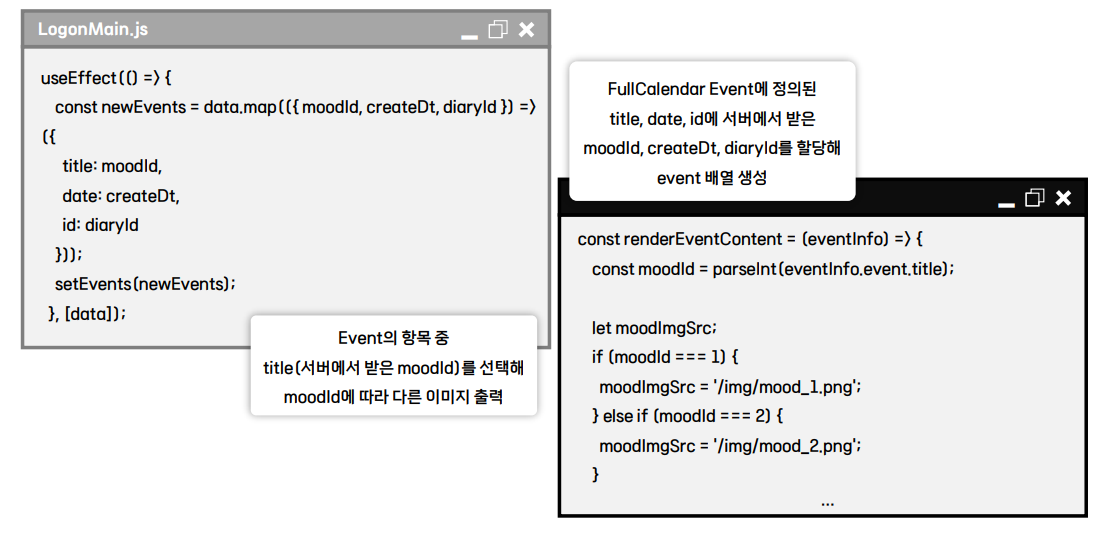 LogonMain.js
useEffect(() => {
const newEvents = data.map(({ moodId, createDt, diaryId }) =>
({
title: moodId,
date: createDt,
id: diaryId
}));
setEvents(newEvents);
}, [data]);
Event의 항목 중
title(서버에서 받은 moodId)를 선택해
moodId에 따라 다른 이미지 출력
FullCalendar Event에 정의된
title, date, id에 서버에서 받은
moodId, createDt, diaryId를 할당해
event 배열 생성
const renderEventContent = (eventInfo) => {
const moodId = parseInt(eventInfo.event.title);
let moodImgSrc;
if (moodId === 1) {
moodImgSrc = '/img/mood_1.png';
} else if (moodId === 2) {
moodImgSrc = '/img/mood_2.png';
}
...